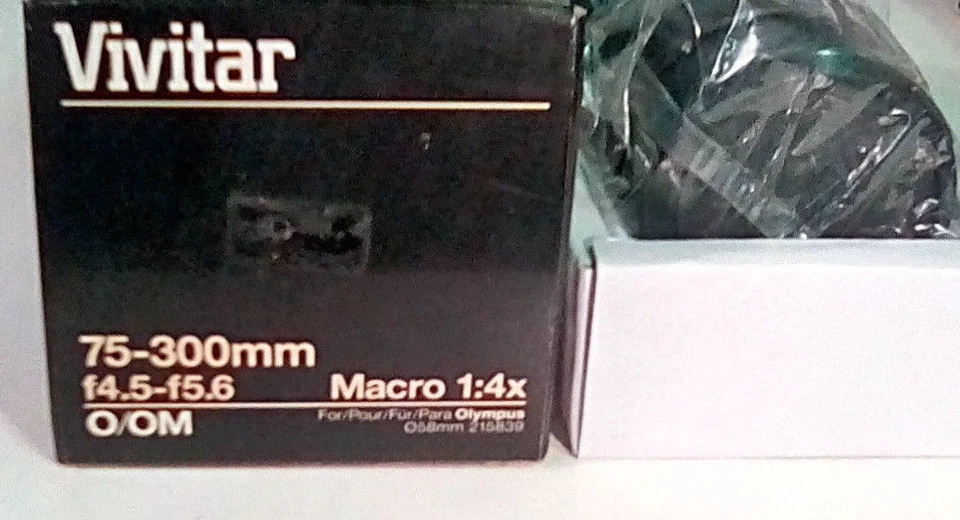 Vivitar
75-300mm
f4.5-f5.6 Macro 1:4x
O/OM For/Pour/Für/Para Olympus
Ø58mm 215839